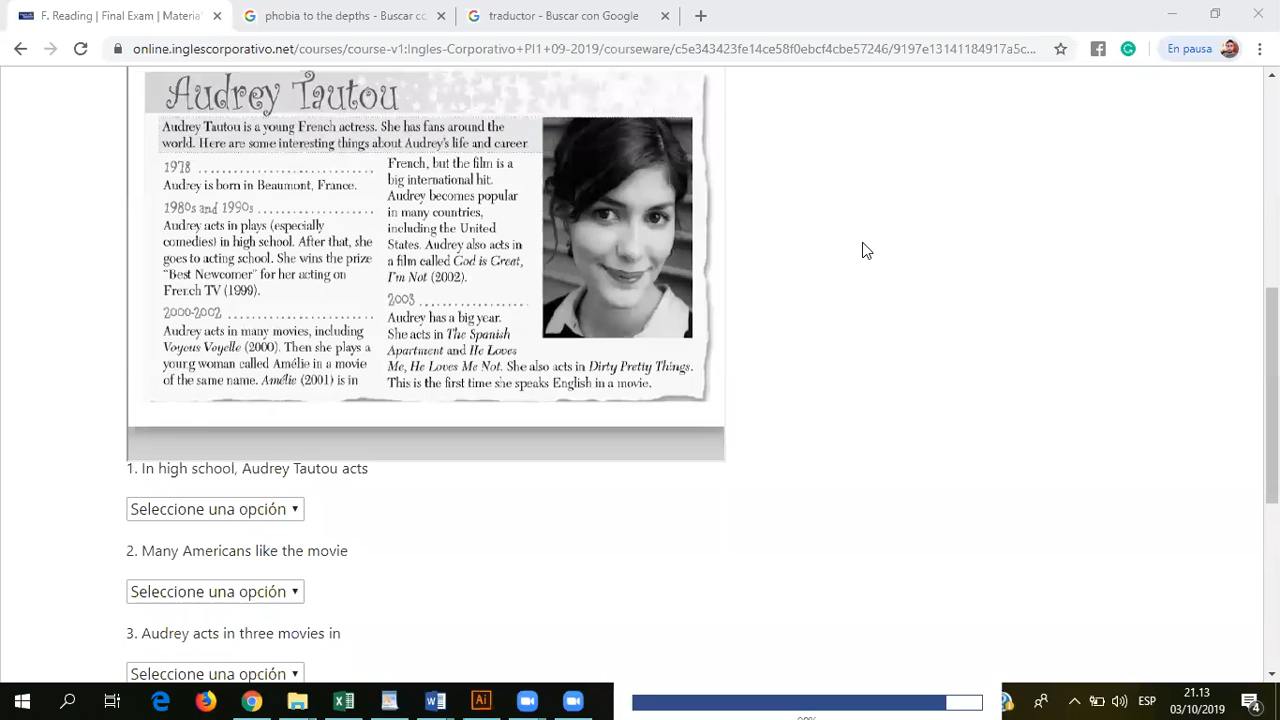 F. Reading | Final Exam | Materia
phobia to the depths - Buscar cc
traductor - Buscar con Google
online.inglescorporativo.net/courses/course-v1:Ingles-Corporativo+PI1+09-2019/courseware/c5e343423fe14ce58f0ebcf4cbe57246/9197e13141184917a5c...
En pausa
Audrey Tautou
Audrey Tautou is a young French actress. She has fans around the
world. Here are some interesting things about Audrey's life and career.
1978
Audrey is born in Beaumont, France.
1980s and 1990s
Audrey acts in plays (especially
comedies) in high school. After that, she
goes to acting school. She wins the prize
"Best Newcomer" for her acting on
French TV (1999).
2000-2002
Audrey acts in many movies, including
Voyous Voyelle (2000). Then she plays a
young woman called Amélie in a movie
of the same name. Amélie (2001) is in
French, but the film is a
big international hit.
Audrey becomes popular
in many countries,
including the United
States. Audrey also acts in
a film called God is Great,
I'm Not (2002).
2003
Audrey has a big year.
She acts in The Spanish
Apartment and He Loves
Me, He Loves Me Not. She also acts in Dirty Pretty Things.
This is the first time she speaks English in a movie.
1. In high school, Audrey Tautou acts
Seleccione una opción
2. Many Americans like the movie
Seleccione una opción
3. Audrey acts in three movies in
Seleccione una opción
ESP
21.13
03/10/2019
4